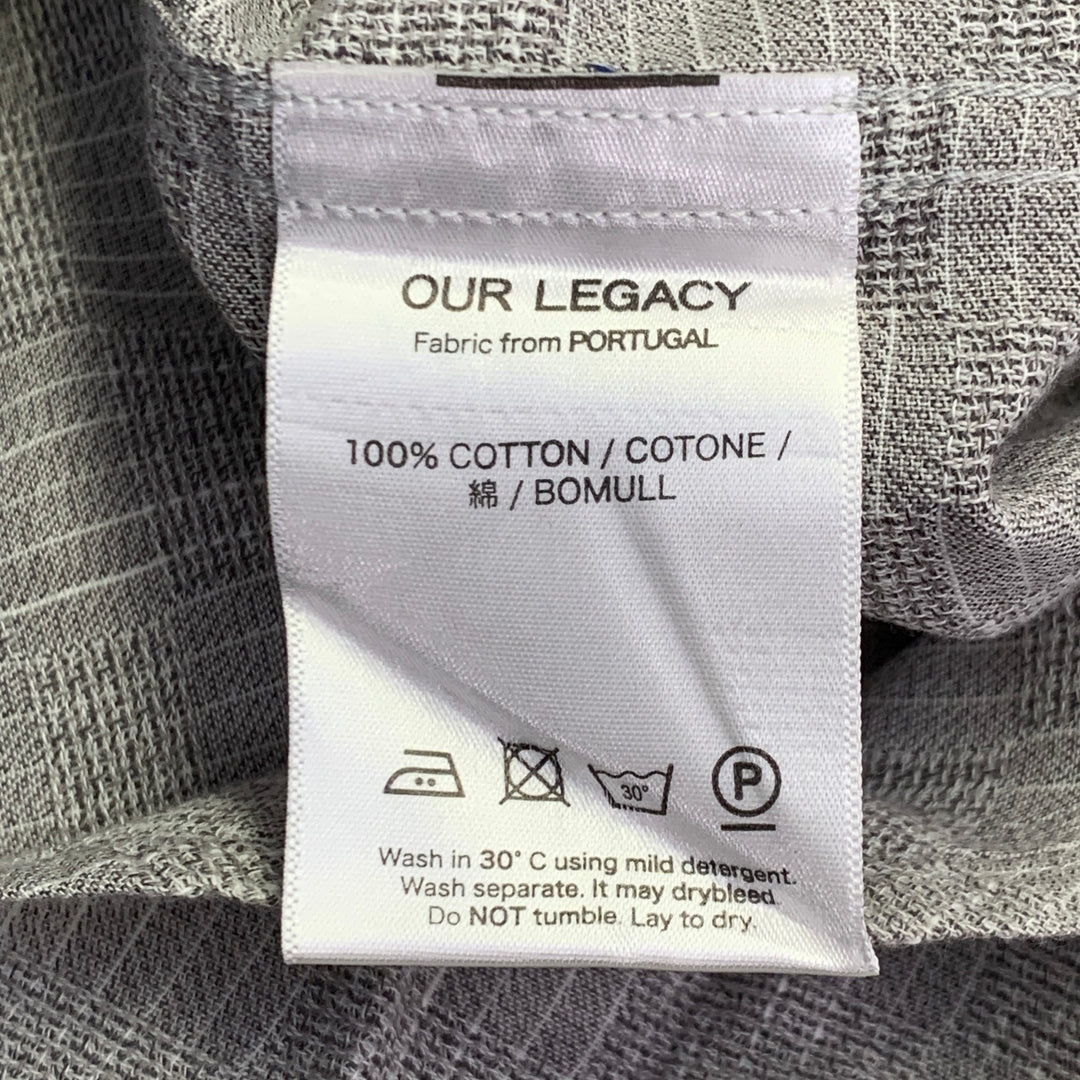 OUR LEGACY
Fabric from PORTUGAL
100% COTTON / COTONE /
綿 / BOMULL
30°
P
Wash in 30° C using mild detergent.
Wash separate. It may drybleed.
Do NOT tumble. Lay to dry.